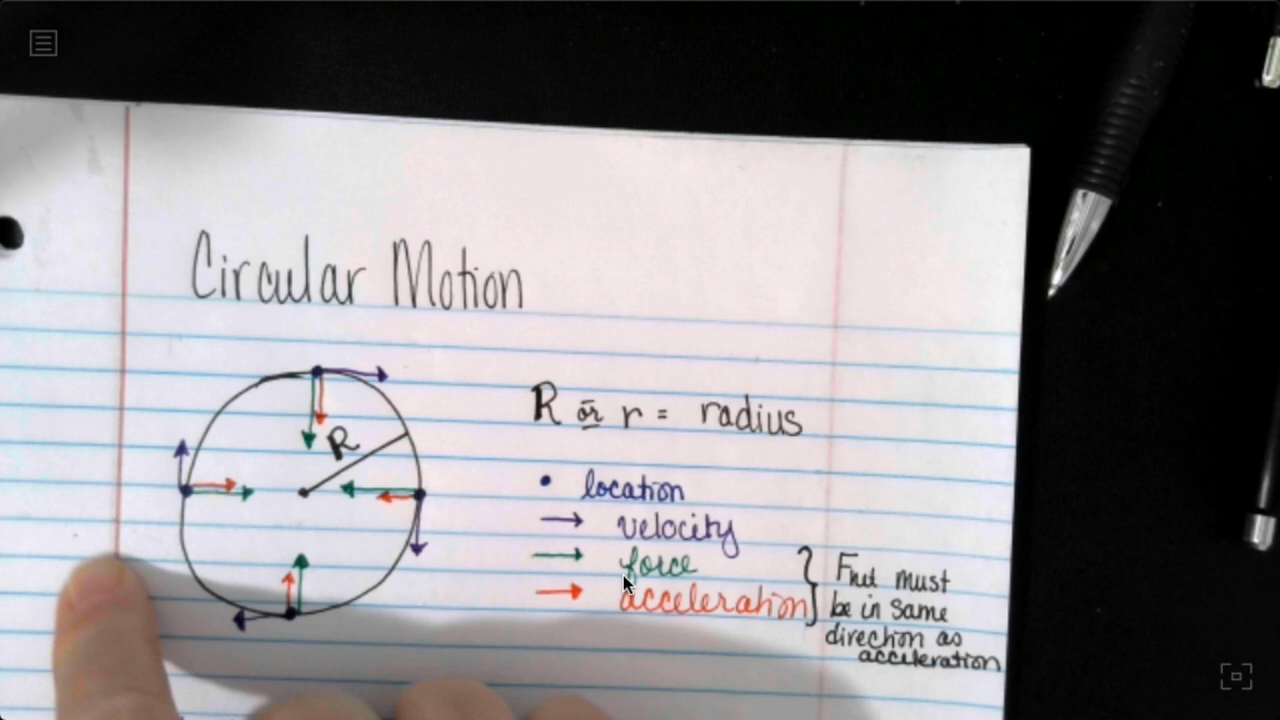 Circular Motion
R
R or r = radius
• location
→ velocity
→ force
→ acceleration
} Fnet must
be in same
direction as
acceleration